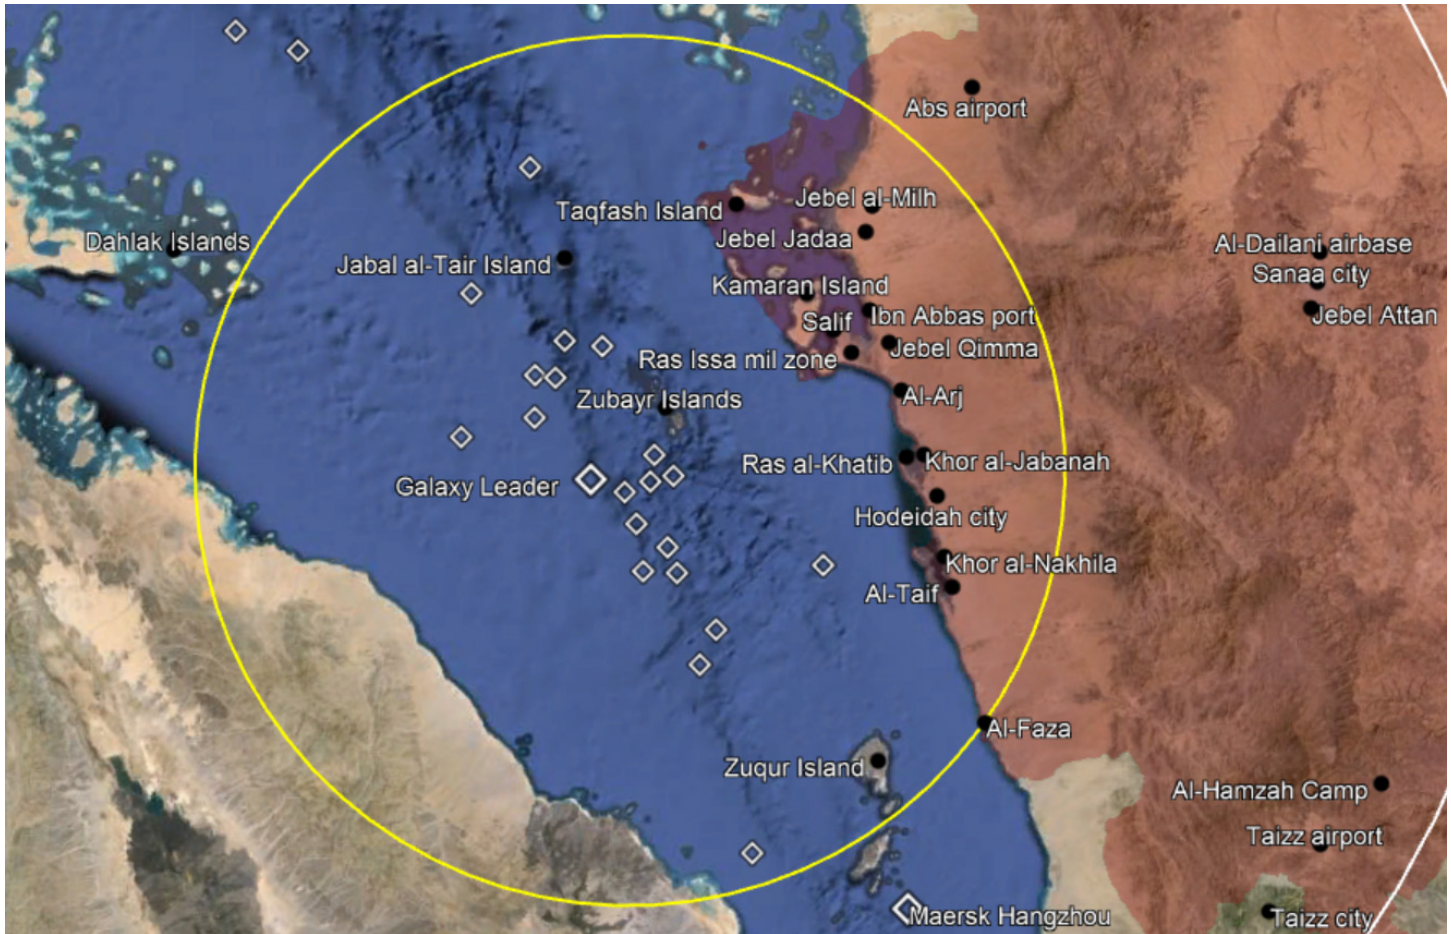 Abs airport
Jebel al-Milh
Taqfash Island
Jebel Jadaa
Dahlak Islands
Al-Dailani airbase
Jabal al-Tair Island
Sanaa city
Kamaran Island
Ibn Abbas port
Jebel Attan
Salif
Jebel Qimma
Ras Issa mil zone
Al-Arj
Zubayr Islands
Ras al-Khatib
Khor al-Jabanah
Galaxy Leader
Hodeidah city
Khor al-Nakhila
Al-Taif
Al-Faza
Zuqur Island
Al-Hamzah Camp
Taizz airport
Maersk Hangzhou
Taizz city